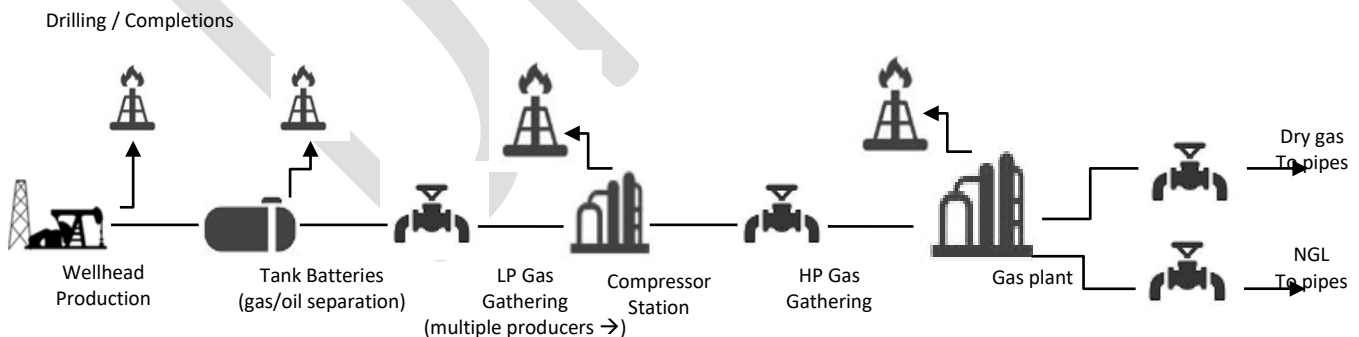 Drilling / Completions
Wellhead
Production
Tank Batteries
(gas/oil separation)
LP Gas
Gathering
(multiple producers →)
Compressor
Station
HP Gas
Gathering
Gas plant
Dry gas
To pipes
NGL
To pipes